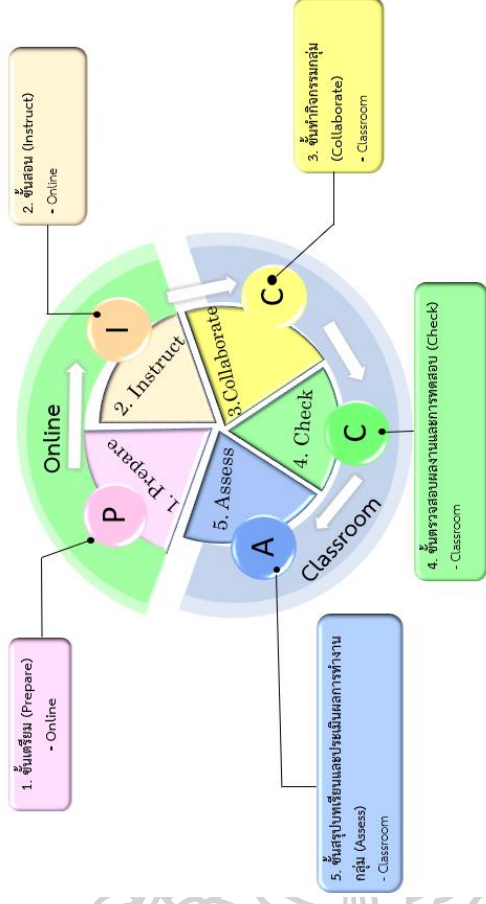 1. ขั้นเตรียม (Prepare)
- Online
2. ขั้นสอน (Instruct)
- Online
3. ขั้นทำกิจกรรมกลุ่ม
(Collaborate)
- Classroom
4. ขั้นตรวจสอบผลงานและการทดสอบ (Check)
- Classroom
5. ขั้นสรุปบทเรียนและประเมินผลการทำงาน
กลุ่ม (Assess)
- Classroom
Online
P
I
C
C
A
1. Prepare
2. Instruct
3.Collaborate
4. Check
5. Assess
Classroom